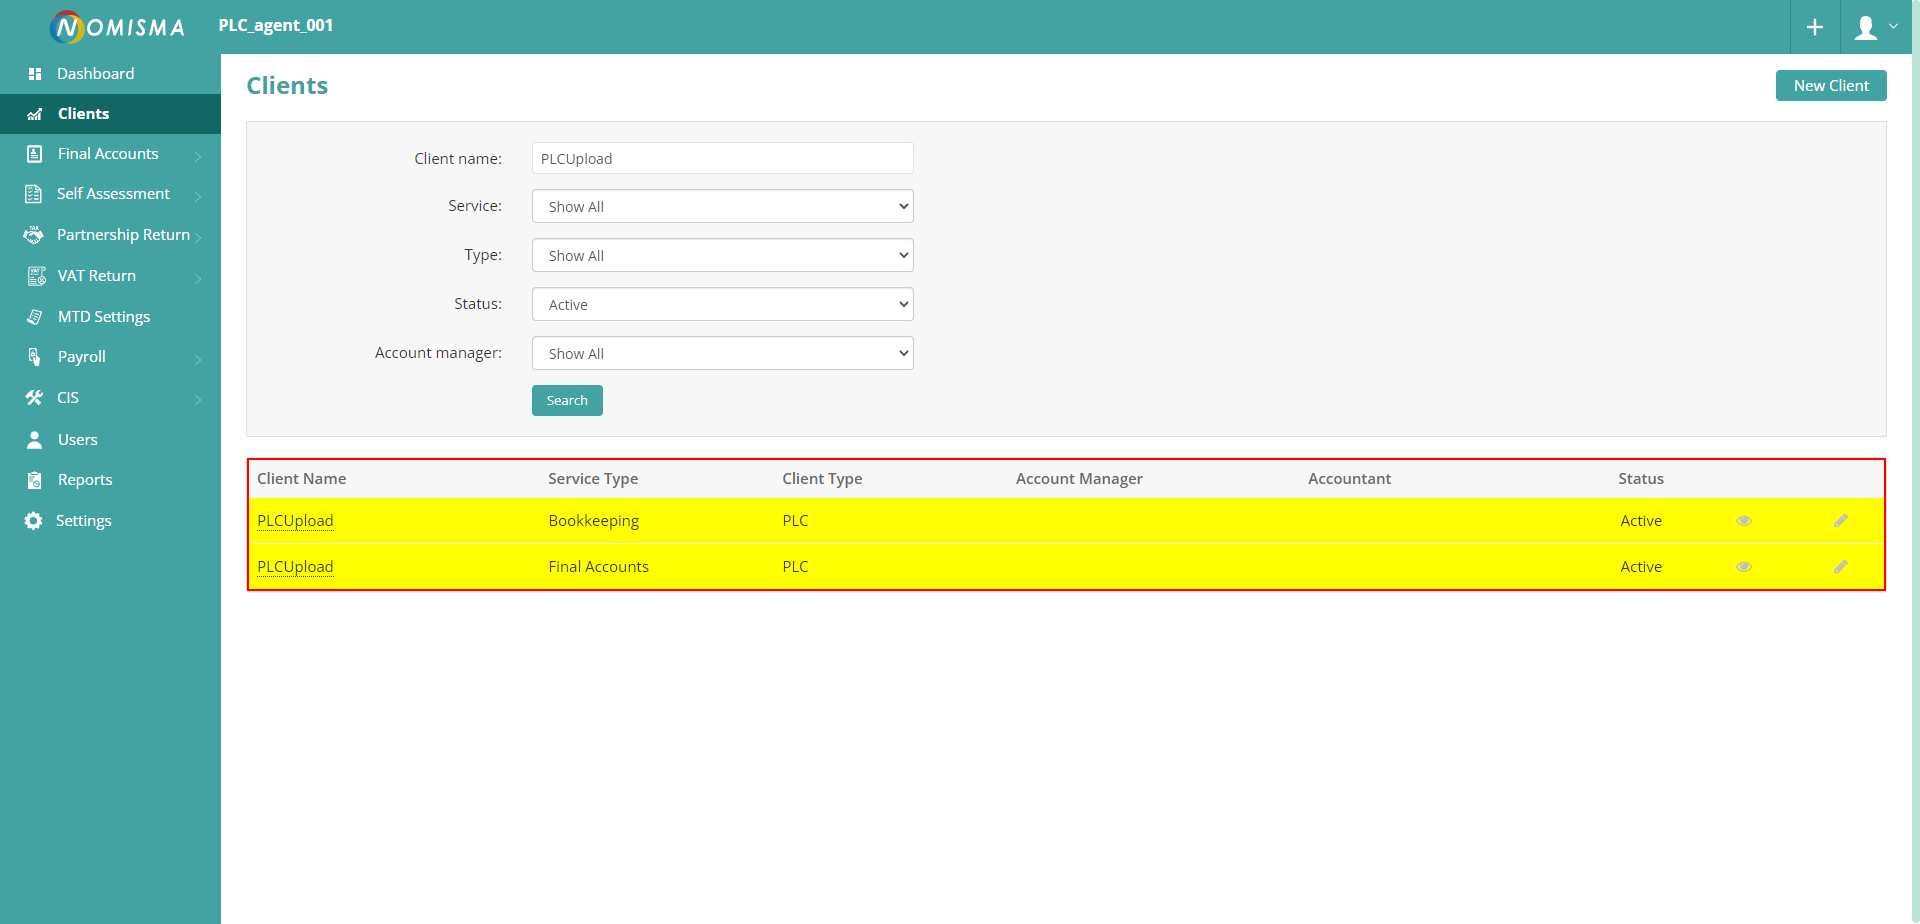 NOMISMA
PLC_agent_001
Dashboard
Clients
Final Accounts
Self Assessment
Partnership Return
VAT Return
MTD Settings
Payroll
CIS
Users
Reports
Settings
Clients
New Client
Client name: PLCUpload
Service: Show All
Type: Show All
Status: Active
Account manager: Show All
Search
Client Name Service Type Client Type Account Manager Accountant Status
PLCUpload Bookkeeping PLC Active
PLCUpload Final Accounts PLC Active